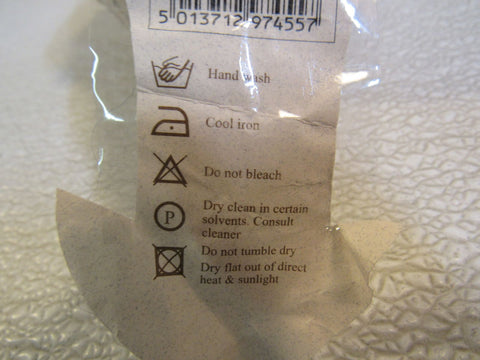 5 013712 974557
Hand wash
Cool iron
Do not bleach
P
Dry clean in certain
solvents. Consult
cleaner
Do not tumble dry
Dry flat out of direct
heat & sunlight